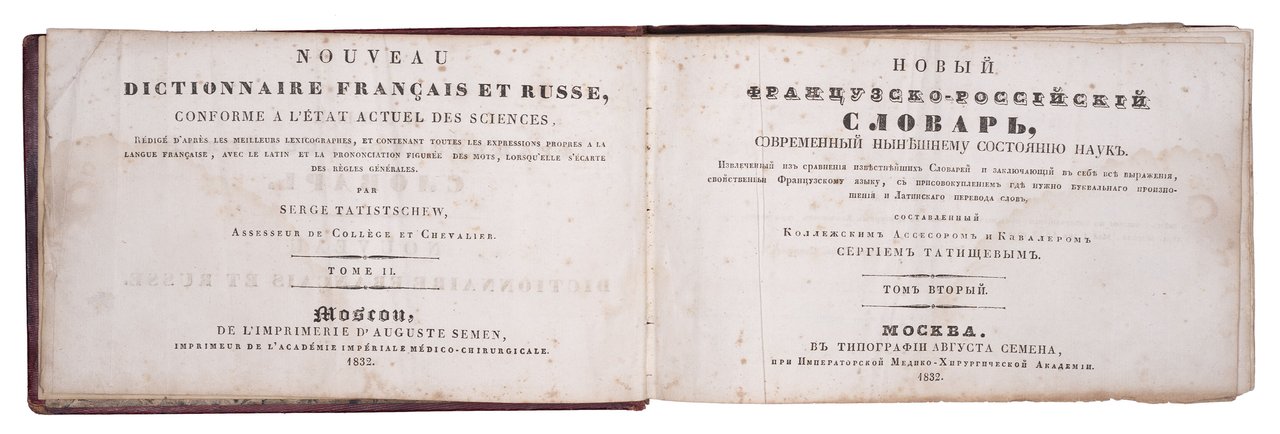 NOUVEAU
DICTIONNAIRE FRANÇAIS ET RUSSE,
CONFORME A L'ÉTAT ACTUEL DES SCIENCES,
RÉDIGÉ D'APRÈS LES MEILLEURS LEXICOGRAPHES, ET CONTENANT TOUTES LES EXPRESSIONS PROPRES A LA
LANGUE FRANÇAISE, AVEC LE LATIN ET LA PRONONCIATION FIGURÉE DES MOTS, LORSQU'ELLE S'ÉCARTE
DES RÈGLES GÉNÉRALES.
PAR
SERGE TATISTSCHEW,
ASSESSEUR DE COLLÈGE ET CHEVALIER.
TOME II.
Moscou,
DE L'IMPRIMERIE D'AUGUSTE SEMEN,
IMPRIMEUR DE L'ACADÉMIE IMPÉRIALE MÉDICO-CHIRURGICALE.
1832.
НОВЫЙ
ФРАНЦУЗСКО-РОССІЙСКІЙ
СЛОВАРЬ,
СОВРЕМЕННЫЙ НЫНѢШНЕМУ СОСТОЯНІЮ НАУКЪ.
Извлеченный изъ сравненія извѣстнѣйшихъ Словарей и заключающій въ себѣ всѣ выраженія,
свойственныя Французскому языку, съ присовокупленіемъ гдѣ нужно буквальнаго произно-
шенія и Латинскаго перевода словъ,
СОСТАВЛЕННЫЙ
Коллежскимъ Ассесоромъ и Кавалеромъ
СЕРГІЕМЪ ТАТИЩЕВЫМЪ.
ТОМЪ ВТОРЫЙ.
МОСКВА.
ВЪ ТИПОГРАФІИ АВГУСТА СЕМЕНА,
при Императорской Медико-Хирургической Академіи.
1832.